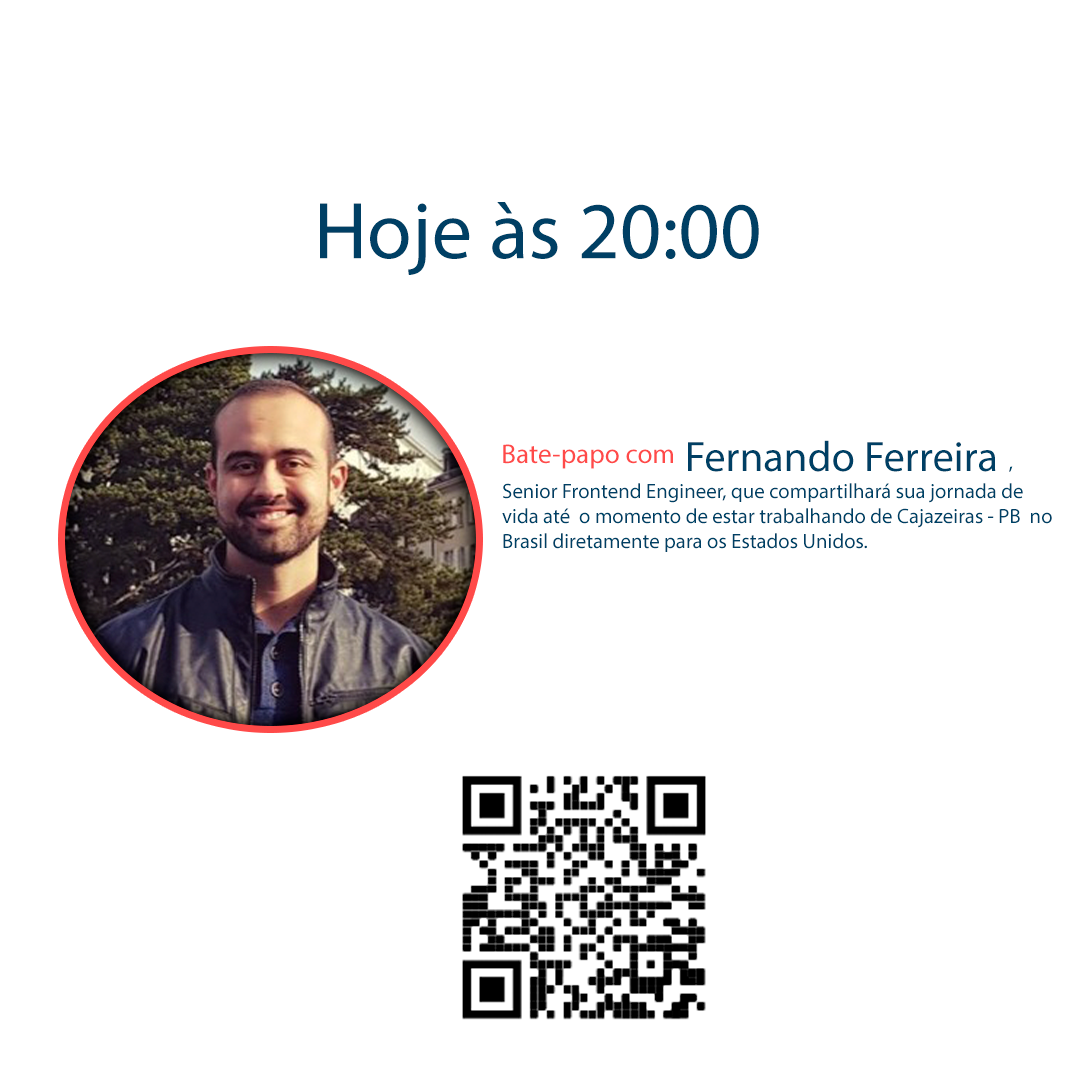 Hoje às 20:00
Bate-papo com Fernando Ferreira ,
Senior Frontend Engineer, que compartilhará sua jornada de
vida até o momento de estar trabalhando de Cajazeiras - PB no
Brasil diretamente para os Estados Unidos.